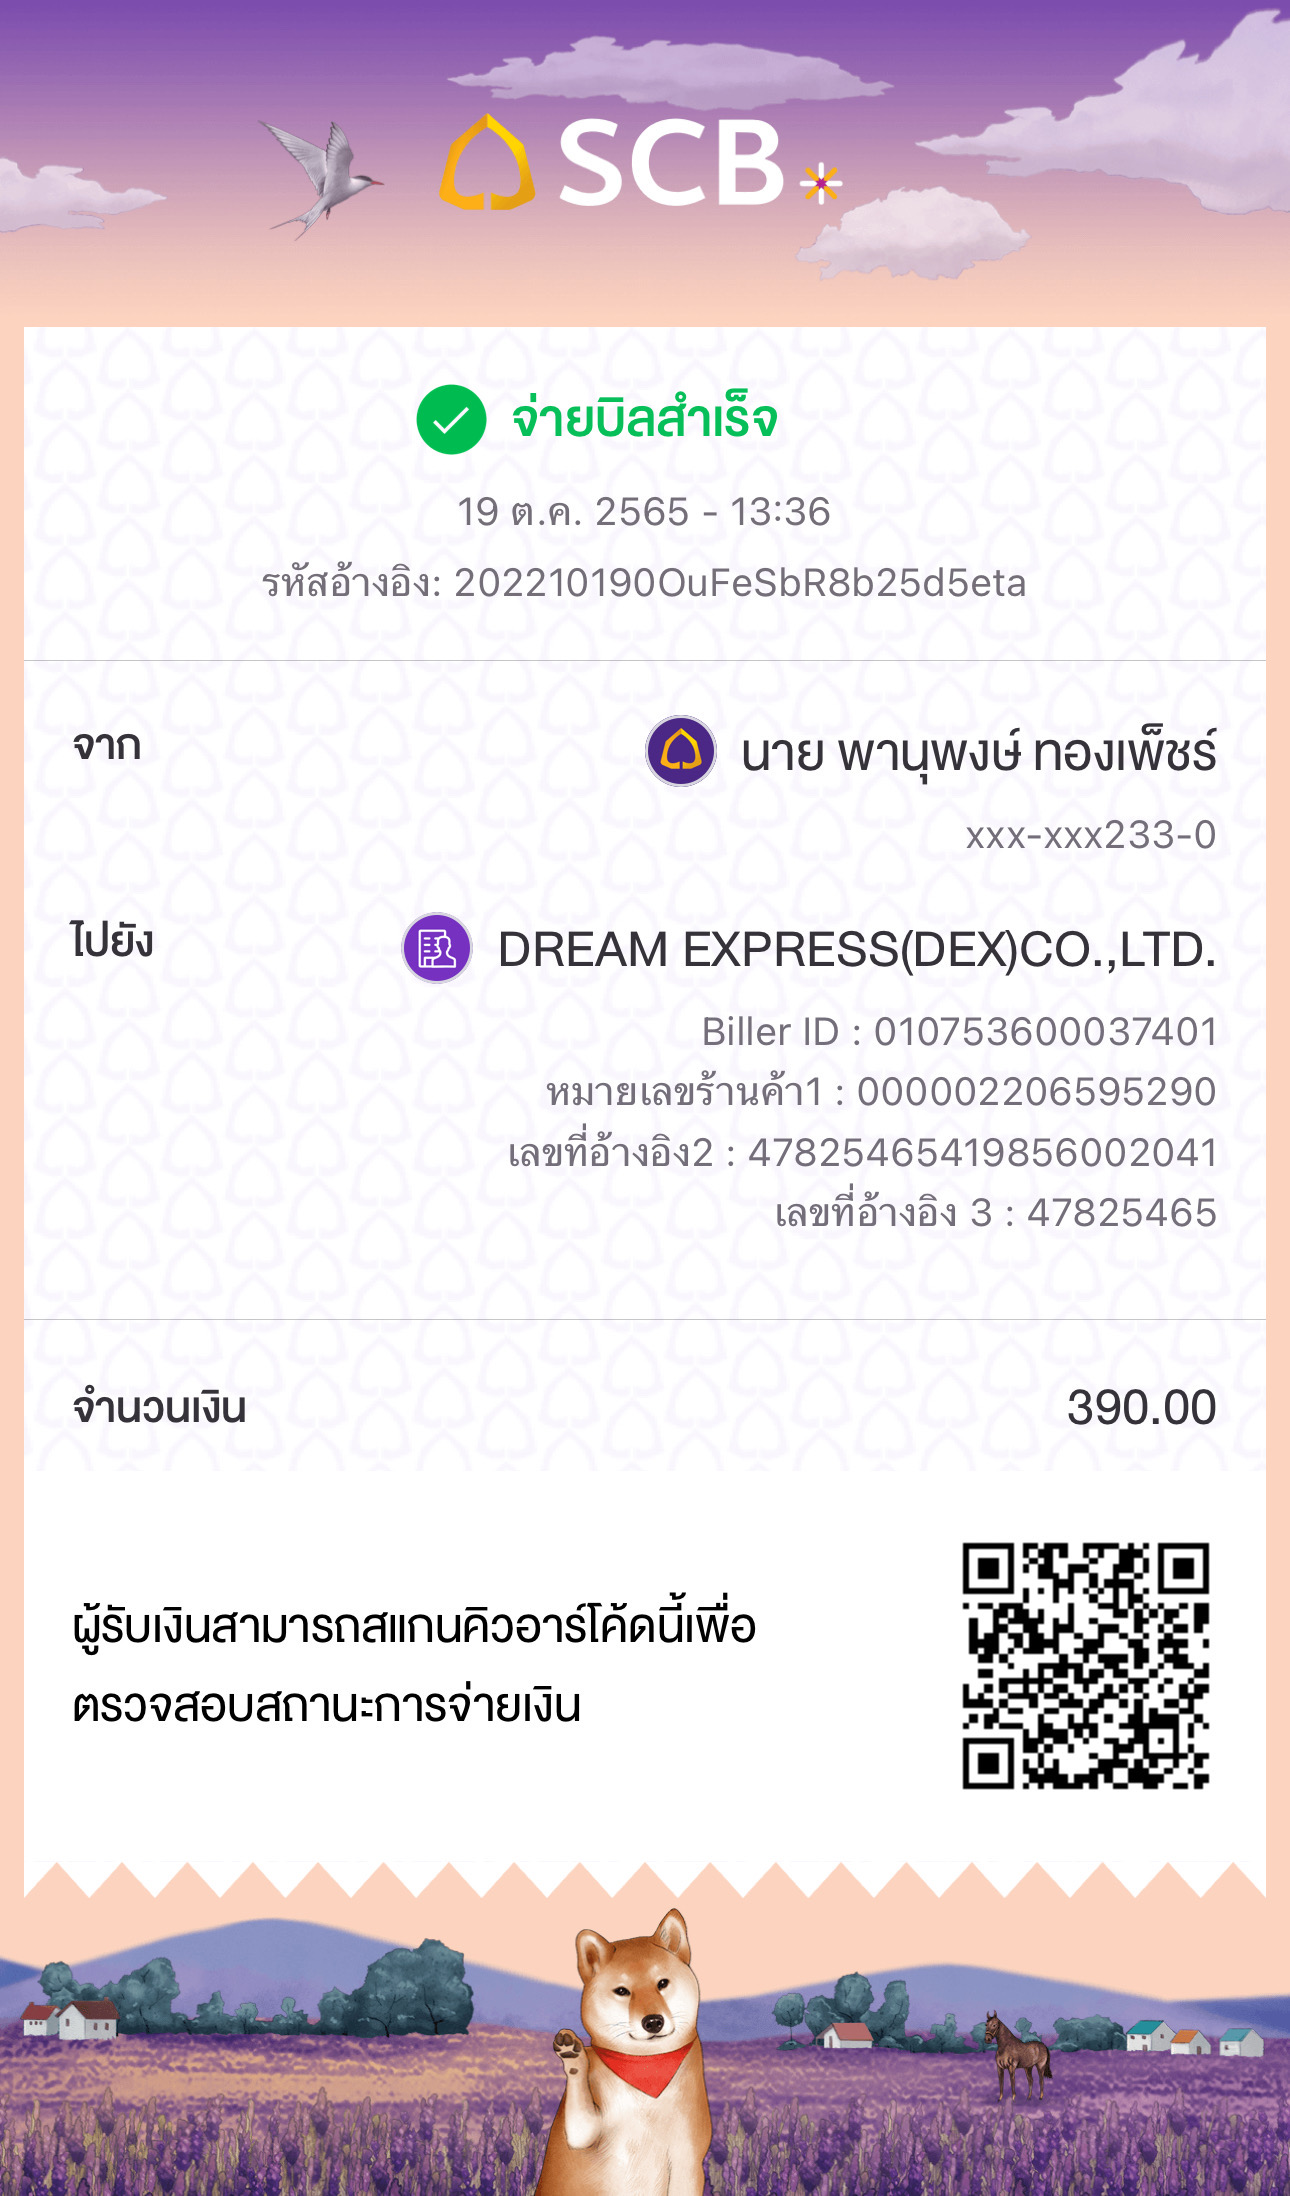 SCB
จ่ายบิลสำเร็จ
19 ต.ค. 2565 - 13:36
รหัสอ้างอิง: 202210190OuFeSbR8b25d5eta
จาก
นาย พานุพงษ์ ทองเพ็ชร์
xxx-xxx233-0
ไปยัง
DREAM EXPRESS(DEX)CO.,LTD.
Biller ID : 010753600037401
หมายเลขร้านค้า1 : 000002206595290
เลขที่อ้างอิง2 : 47825465419856002041
เลขที่อ้างอิง 3 : 47825465
จำนวนเงิน 390.00
ผู้รับเงินสามารถสแกนคิวอาร์โค้ดนี้เพื่อ
ตรวจสอบสถานะการจ่ายเงิน